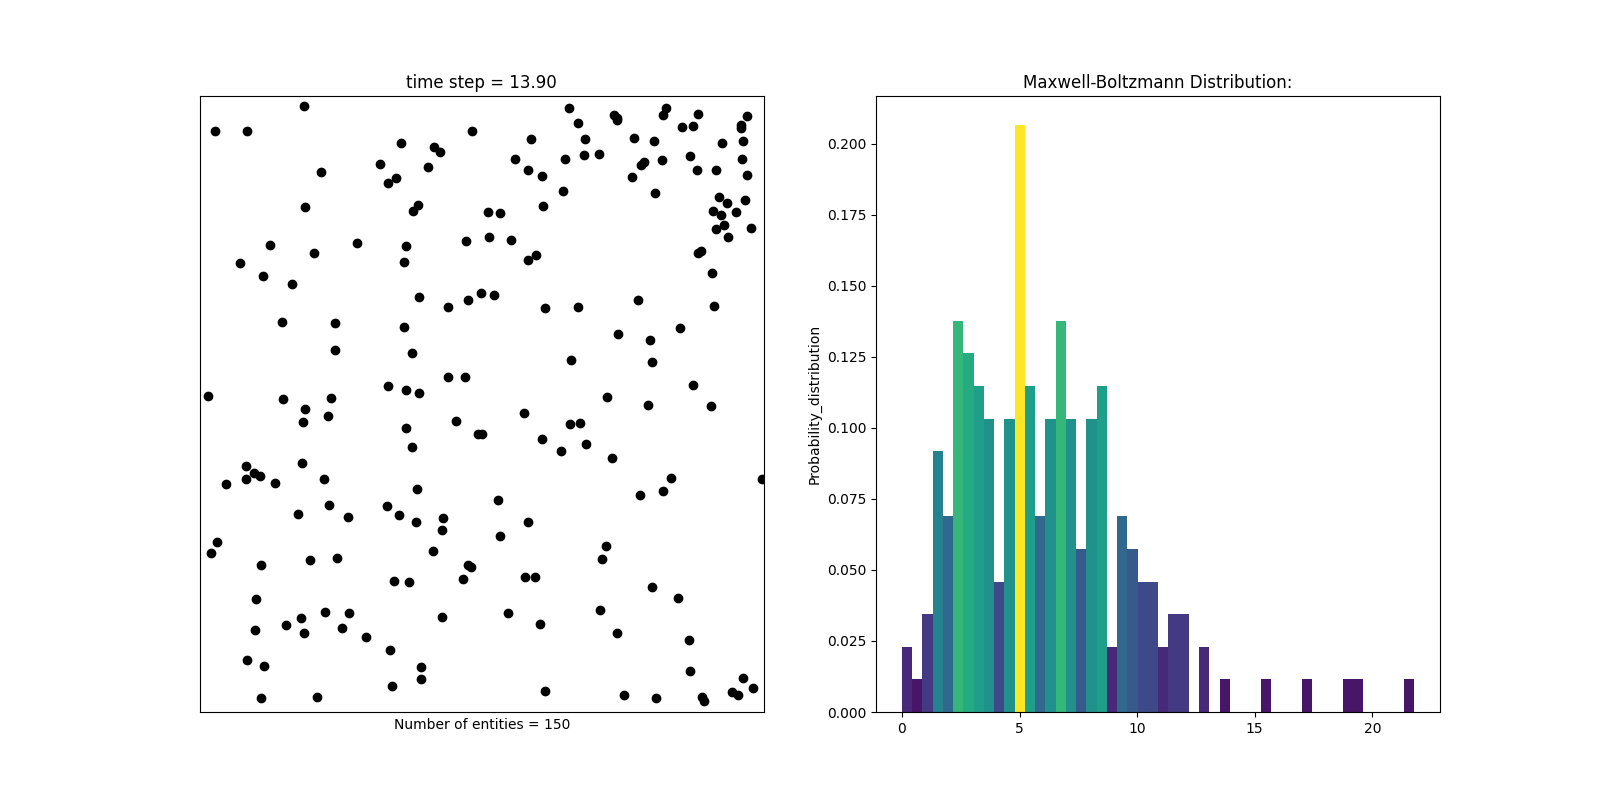 time step = 13.90
Number of entities = 150
Maxwell-Boltzmann Distribution:
Probability_distribution
0.200
0.175
0.150
0.125
0.100
0.075
0.050
0.025
0.000
0 5 10 15 20